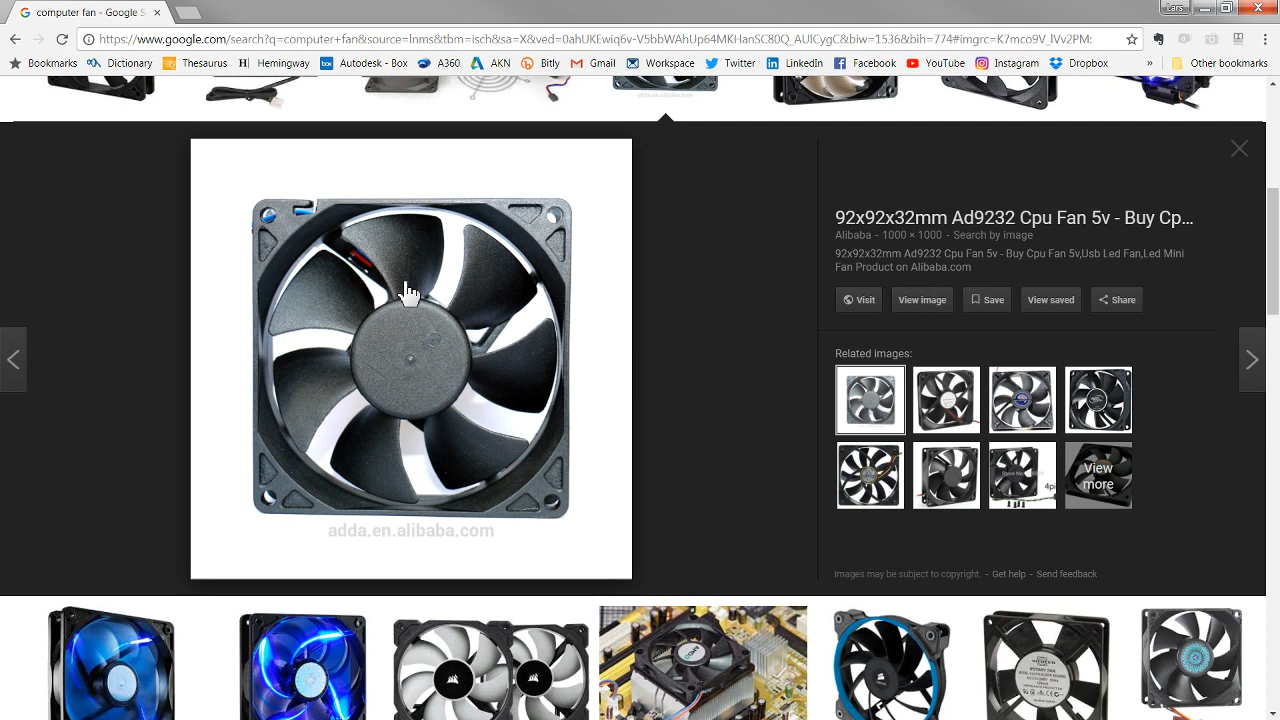 computer fan - Google S
Lars
https://www.google.com/search?q=computer+fan&source=lnms&tbm=isch&sa=X&ved=0ahUKEwiq6v-V5bbWAhUp64MKHanSC80Q_AUICygC&biw=1536&bih=774#imgrc=K7mco9V_lVv2PM:
Bookmarks Dictionary Thesaurus Hemingway Autodesk - Box A360 AKN Bitly Gmail Workspace Twitter LinkedIn Facebook YouTube Instagram Dropbox » Other bookmarks
92x92x32mm Ad9232 Cpu Fan 5v - Buy Cp...
Alibaba - 1000 × 1000 - Search by image
92x92x32mm Ad9232 Cpu Fan 5v - Buy Cpu Fan 5v,Usb Led Fan,Led Mini
Fan Product on Alibaba.com
Visit View image Save View saved Share
Related images:
View
more
4pi
adda.en.alibaba.com
Images may be subject to copyright. - Get help - Send feedback